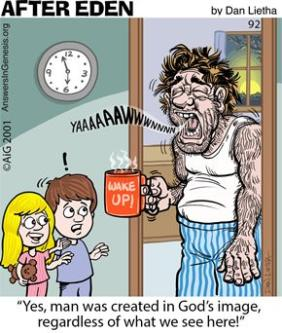 AFTER EDEN
by Dan Lietha
92
AnswersInGenesis.org
©AiG 2001
YAAAAAAWWWWNNNNN
!
WAKE
UP!
"Yes, man was created in God's image,
regardless of what we see here!"